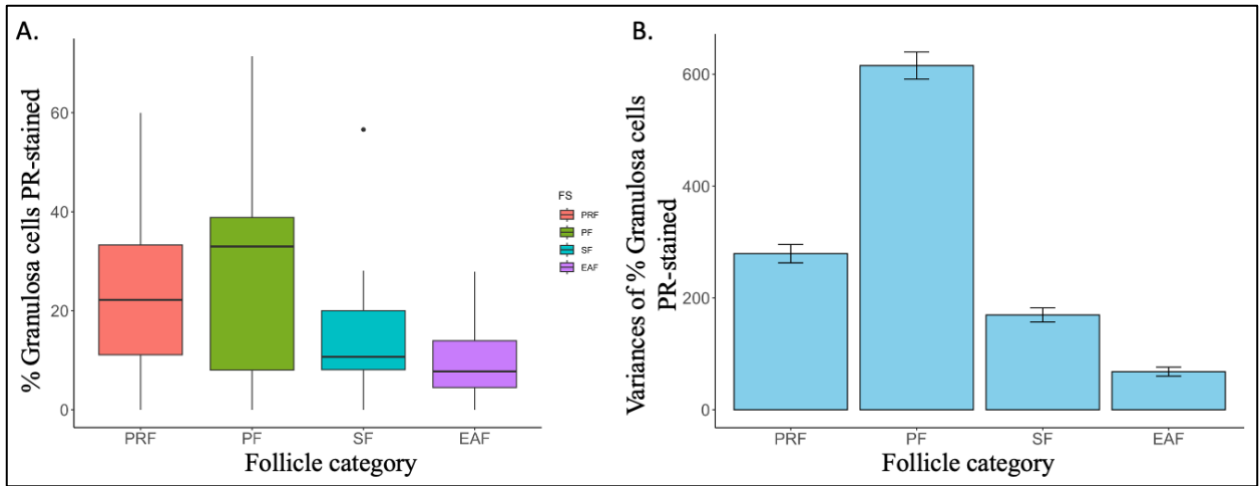 A.
% Granulosa cells PR-stained
60
40
20
0
PRF
PF
SF
EAF
Follicle category
FS
PRF
PF
SF
EAF
B.
Variances of % Granulosa cells
PR-stained
600
400
200
0
PRF
PF
SF
EAF
Follicle category